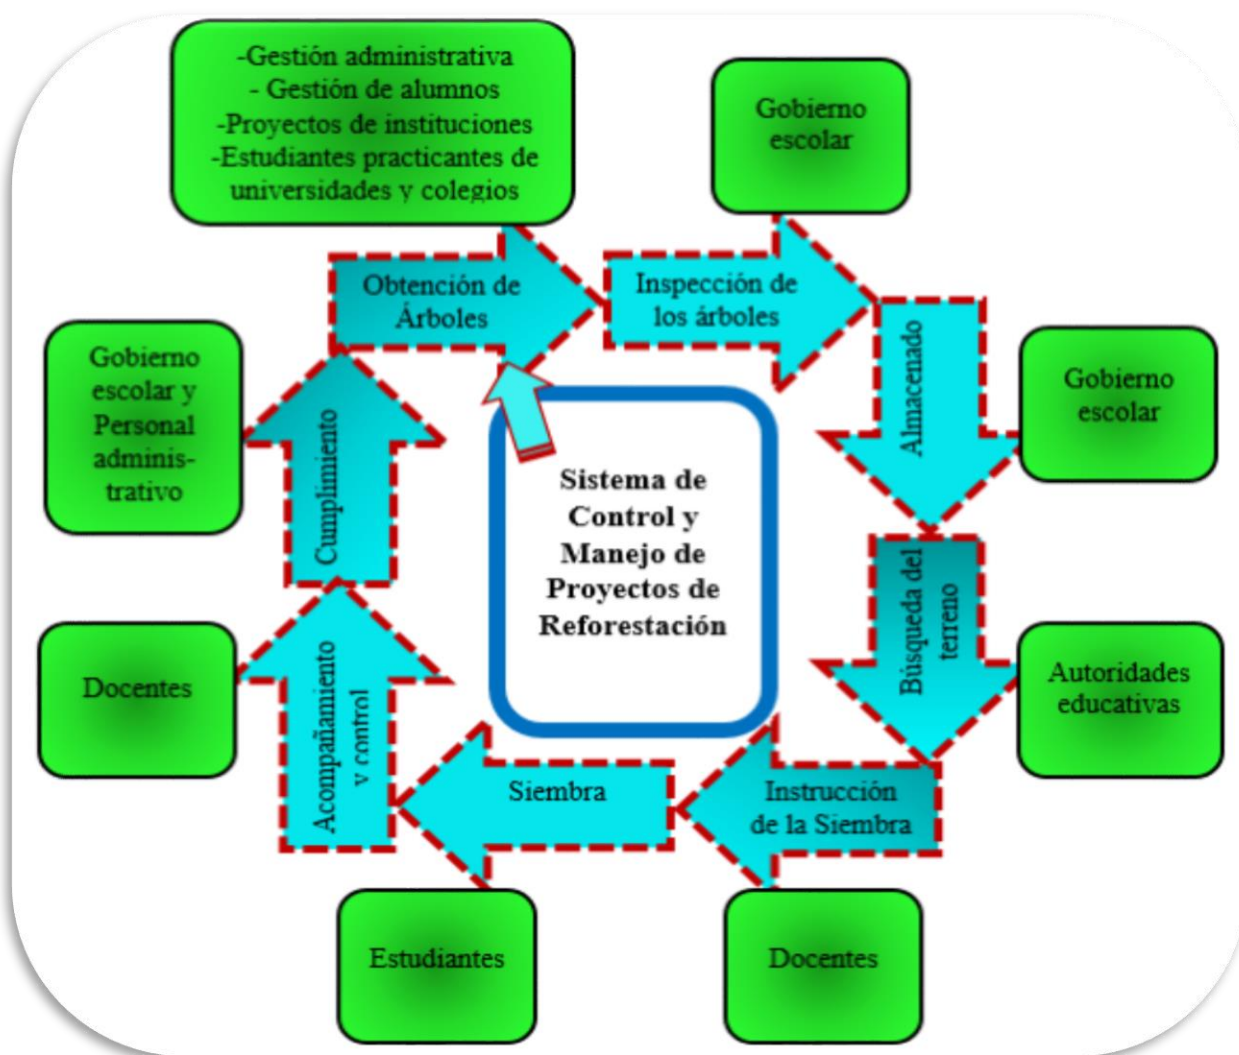 -Gestión administrativa
- Gestión de alumnos
-Proyectos de instituciones
-Estudiantes practicantes de
universidades y colegios
Gobierno
escolar
Obtención de
Árboles
Inspección de
los árboles
Almacenado
Gobierno
escolar
Búsqueda del
terreno
Autoridades
educativas
Instrucción
de la Siembra
Docentes
Siembra
Estudiantes
Acompañamiento
y control
Docentes
Cumplimiento
Gobierno
escolar y
Personal
adminis-
trativo
Sistema de
Control y
Manejo de
Proyectos de
Reforestación